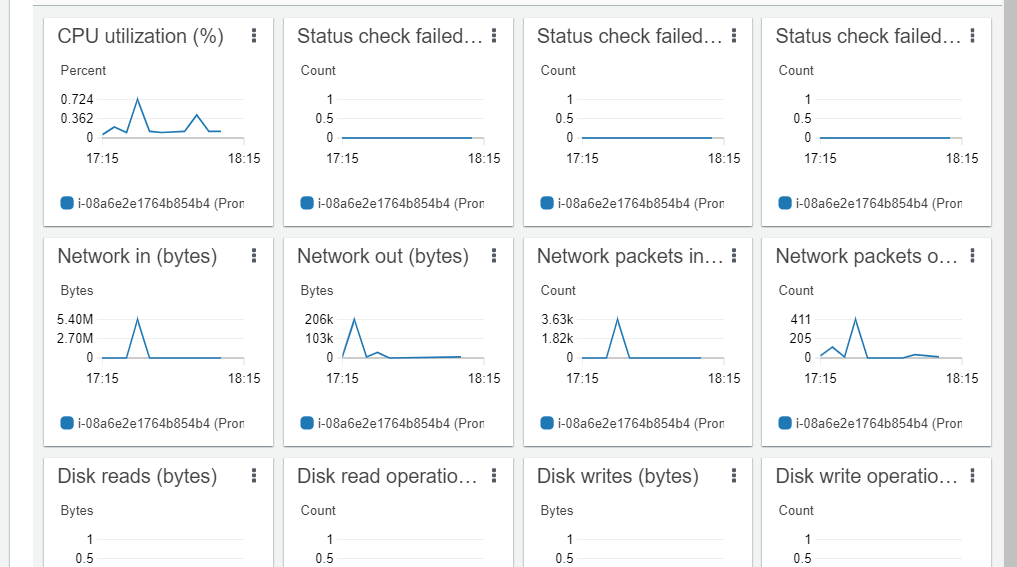 CPU utilization (%)
Percent
0.724
0.362
0
17:15 18:15
i-08a6e2e1764b854b4 (Pron
Status check failed…
Count
1
0.5
0
17:15 18:15
i-08a6e2e1764b854b4 (Pron
Status check failed…
Count
1
0.5
0
17:15 18:15
i-08a6e2e1764b854b4 (Pron
Status check failed…
Count
1
0.5
0
17:15 18:15
i-08a6e2e1764b854b4 (Pron
Network in (bytes)
Bytes
5.40M
2.70M
0
17:15 18:15
i-08a6e2e1764b854b4 (Pron
Network out (bytes)
Bytes
206k
103k
0
17:15 18:15
i-08a6e2e1764b854b4 (Pron
Network packets in…
Count
3.63k
1.82k
0
17:15 18:15
i-08a6e2e1764b854b4 (Pron
Network packets o…
Count
411
205
0
17:15 18:15
i-08a6e2e1764b854b4 (Pron
Disk reads (bytes)
Bytes
1
0.5
Disk read operatio…
Count
1
0.5
Disk writes (bytes)
Bytes
1
0.5
Disk write operatio…
Count
1
0.5